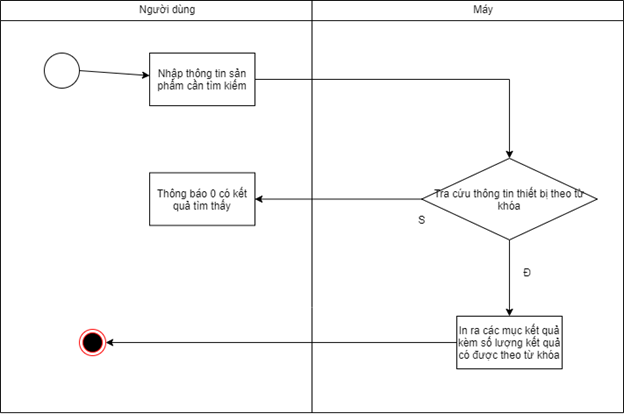 Người dùng
Máy
Nhập thông tin sản
phẩm cần tìm kiếm
Tra cứu thông tin thiết bị theo từ
khóa
Thông báo 0 có kết
quả tìm thấy
S
Đ
In ra các mục kết quả
kèm số lượng kết quả
có được theo từ khóa